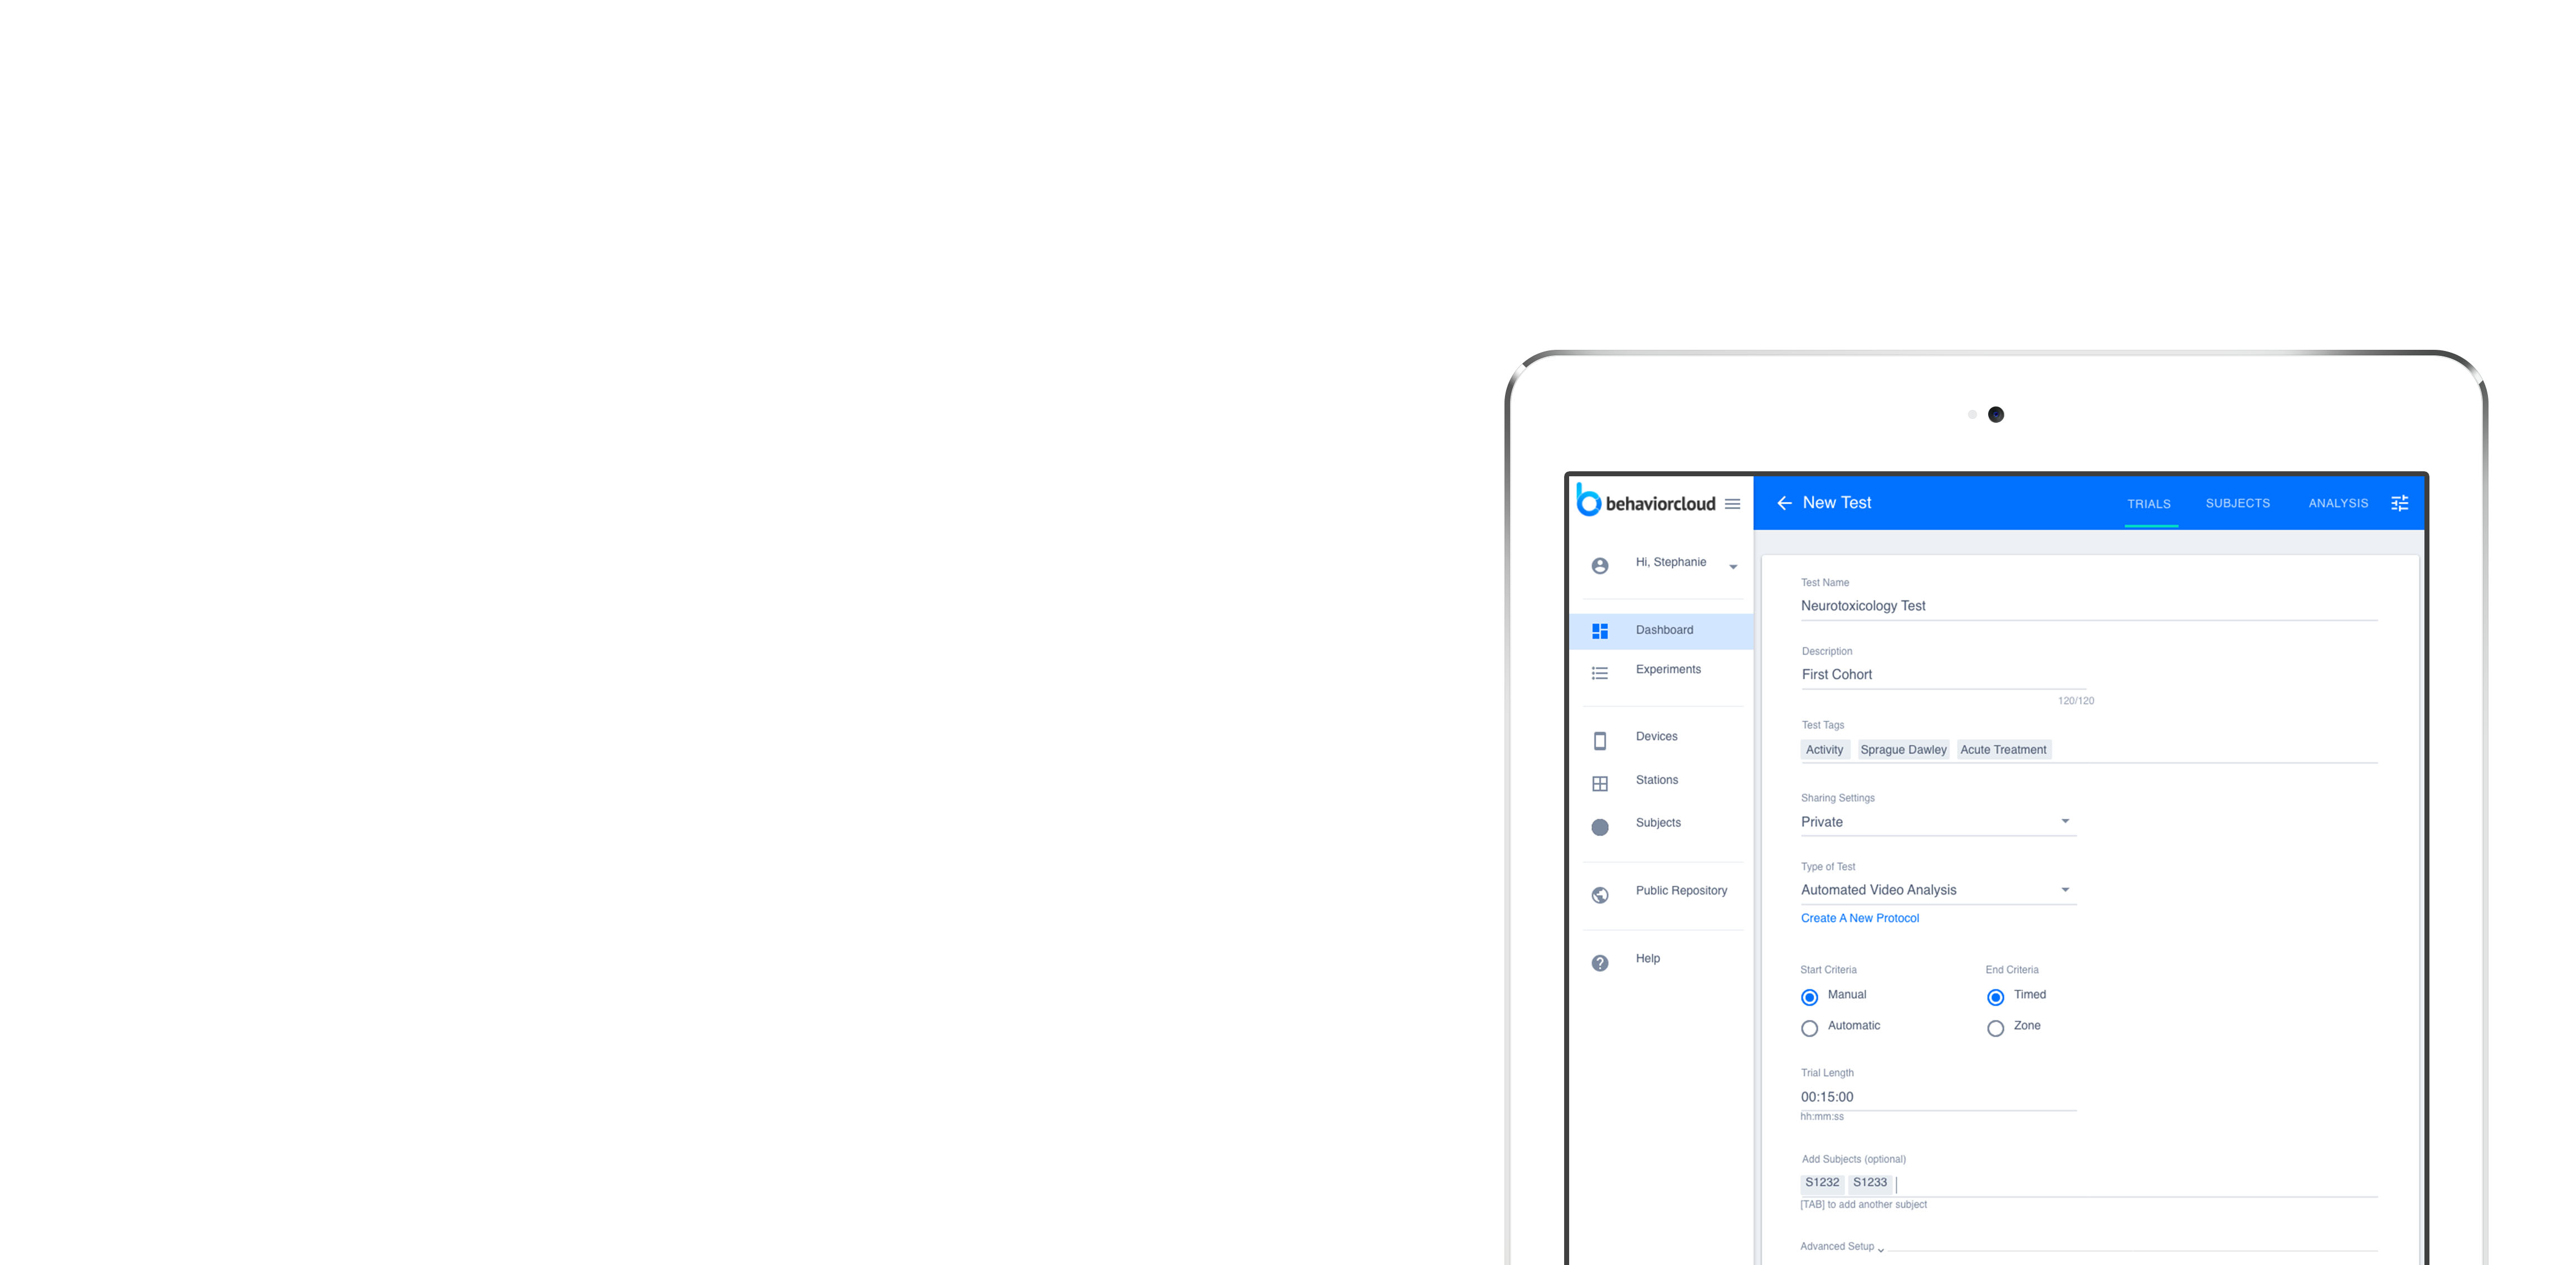 behaviorcloud
Hi, Stephanie
Dashboard
Experiments
Devices
Stations
Subjects
Public Repository
Help
New Test
TRIALS SUBJECTS ANALYSIS
Test Name
Neurotoxicology Test
Description
First Cohort
120/120
Test Tags
Activity Sprague Dawley Acute Treatment
Sharing Settings
Private
Type of Test
Automated Video Analysis
Create A New Protocol
Start Criteria End Criteria
Manual Timed
Automatic Zone
Trial Length
00:15:00
hh:mm:ss
Add Subjects (optional)
S1232 S1233
[TAB] to add another subject
Advanced Setup